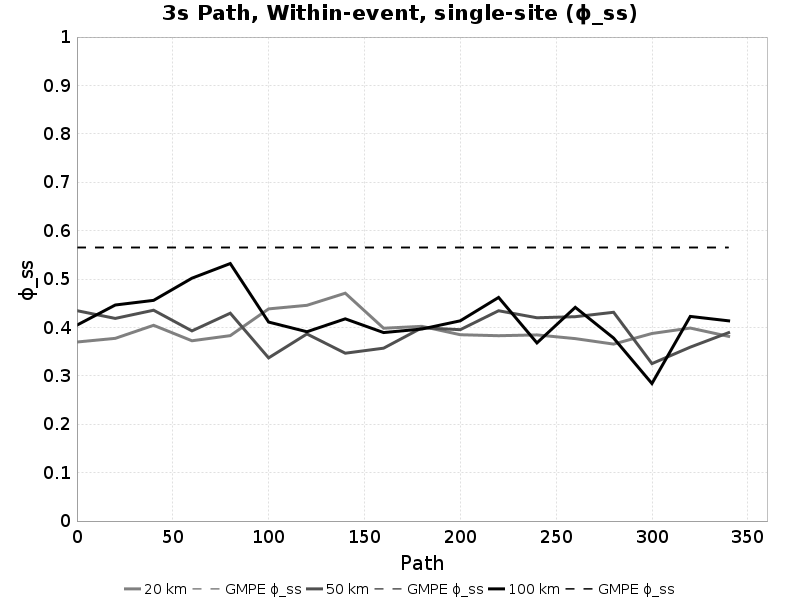 3s Path, Within-event, single-site (ϕ_ss)
1
0.9
0.8
0.7
0.6
0.5
0.4
0.3
0.2
0.1
0
ϕ_ss
0 50 100 150 200 250 300 350
Path
20 km GMPE ϕ_ss 50 km GMPE ϕ_ss 100 km GMPE ϕ_ss